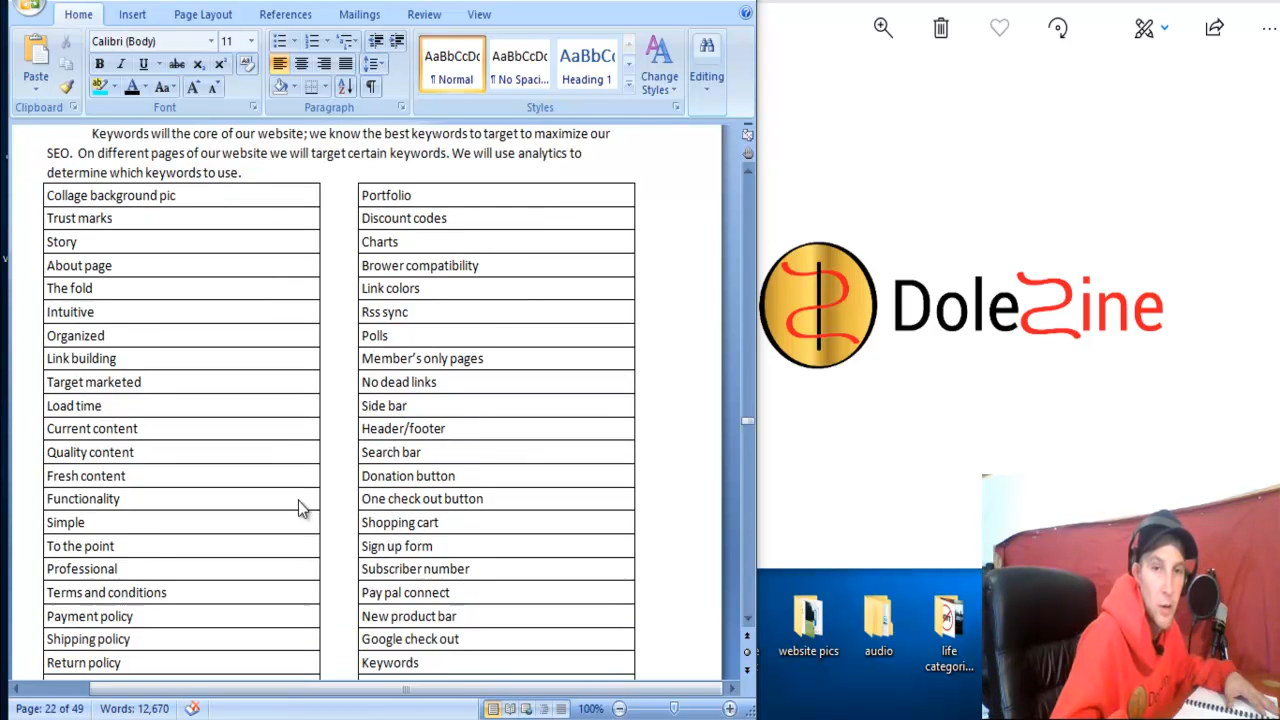 Home Insert Page Layout References Mailings Review View
Calibri (Body) 11
AaBbCcDc AaBbCcDc AaBbCc
¶ Normal ¶ No Spaci... Heading 1
Paste
Change Styles
Editing
Clipboard Font Paragraph Styles
Keywords will the core of our website; we know the best keywords to target to maximize our
SEO. On different pages of our website we will target certain keywords. We will use analytics to
determine which keywords to use.
Collage background pic
Trust marks
Story
About page
The fold
Intuitive
Organized
Link building
Target marketed
Load time
Current content
Quality content
Fresh content
Functionality
Simple
To the point
Professional
Terms and conditions
Payment policy
Shipping policy
Return policy
Portfolio
Discount codes
Charts
Brower compatibility
Link colors
Rss sync
Polls
Member's only pages
No dead links
Side bar
Header/footer
Search bar
Donation button
One check out button
Shopping cart
Sign up form
Subscriber number
Pay pal connect
New product bar
Google check out
Keywords
Page: 22 of 49 Words: 12,670 100%
DoleSine
website pics
audio
life
categori...